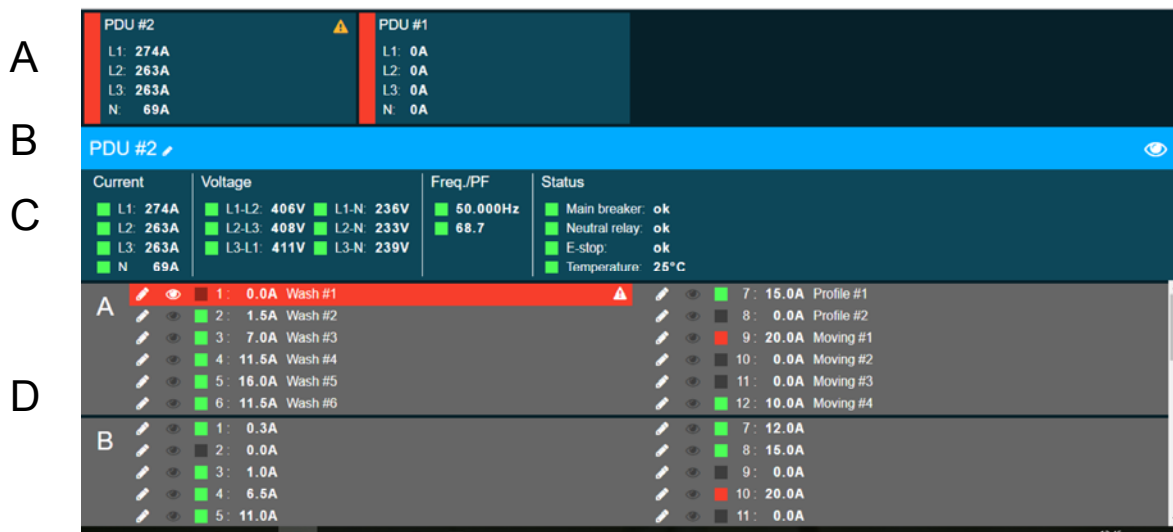 A
PDU #2
L1: 274A
L2: 263A
L3: 263A
N: 69A
PDU #1
L1: 0A
L2: 0A
L3: 0A
N: 0A
B
PDU #2
C
Current
L1: 274A
L2: 263A
L3: 263A
N 69A
Voltage
L1-L2: 406V L1-N: 236V
L2-L3: 408V L2-N: 233V
L3-L1: 411V L3-N: 239V
Freq./PF
50.000Hz
68.7
Status
Main breaker: ok
Neutral relay: ok
E-stop: ok
Temperature: 25°C
D
A
1: 0.0A Wash #1
2: 1.5A Wash #2
3: 7.0A Wash #3
4: 11.5A Wash #4
5: 16.0A Wash #5
6: 11.5A Wash #6
7: 15.0A Profile #1
8: 0.0A Profile #2
9: 20.0A Moving #1
10: 0.0A Moving #2
11: 0.0A Moving #3
12: 10.0A Moving #4
B
1: 0.3A
2: 0.0A
3: 1.0A
4: 6.5A
5: 11.0A
7: 12.0A
8: 15.0A
9: 0.0A
10: 20.0A
11: 0.0A